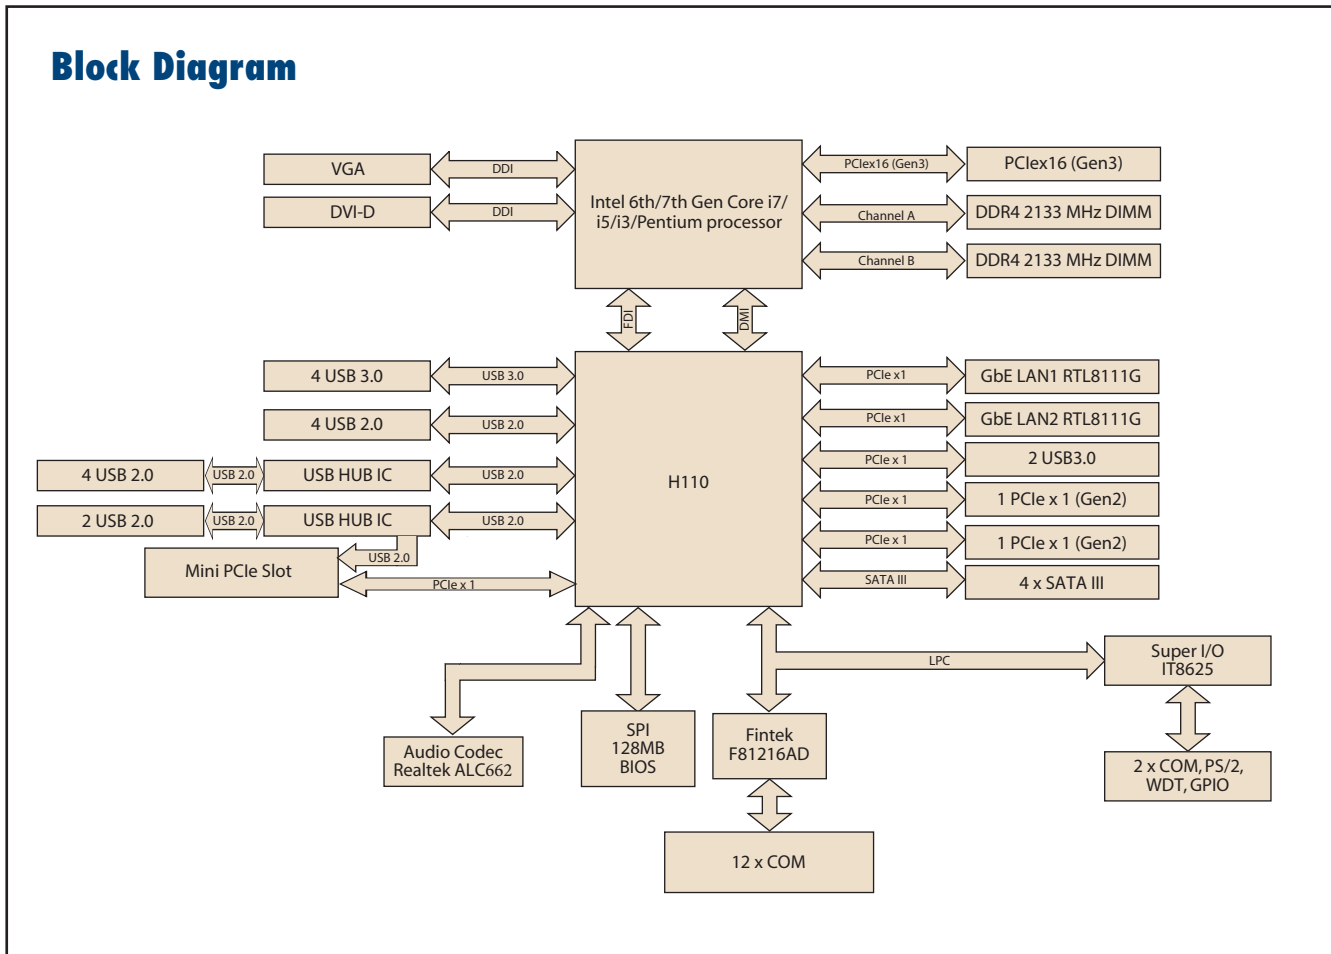 Block Diagram
VGA
DDI
DVI-D
DDI
Intel 6th/7th Gen Core i7/
i5/i3/Pentium processor
PCIex16 (Gen3)
PCIex16 (Gen3)
Channel A
DDR4 2133 MHz DIMM
Channel B
DDR4 2133 MHz DIMM
FDI
DMI
4 USB 3.0
USB 3.0
4 USB 2.0
USB 2.0
4 USB 2.0
USB 2.0
USB HUB IC
USB 2.0
2 USB 2.0
USB 2.0
USB HUB IC
USB 2.0
USB 2.0
Mini PCIe Slot
PCIe x 1
H110
PCIe x1
GbE LAN1 RTL8111G
PCIe x1
GbE LAN2 RTL8111G
PCIe x 1
2 USB3.0
PCIe x 1
1 PCIe x 1 (Gen2)
PCIe x 1
1 PCIe x 1 (Gen2)
SATA III
4 x SATA III
LPC
Super I/O
IT8625
Audio Codec
Realtek ALC662
SPI
128MB
BIOS
Fintek
F81216AD
2 x COM, PS/2,
WDT, GPIO
12 x COM